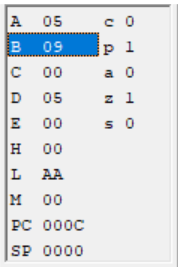 A 05 c 0
B 09 p 1
C 00 a 0
D 05 z 1
E 00 s 0
H 00
L AA
M 00
PC 000C
SP 0000